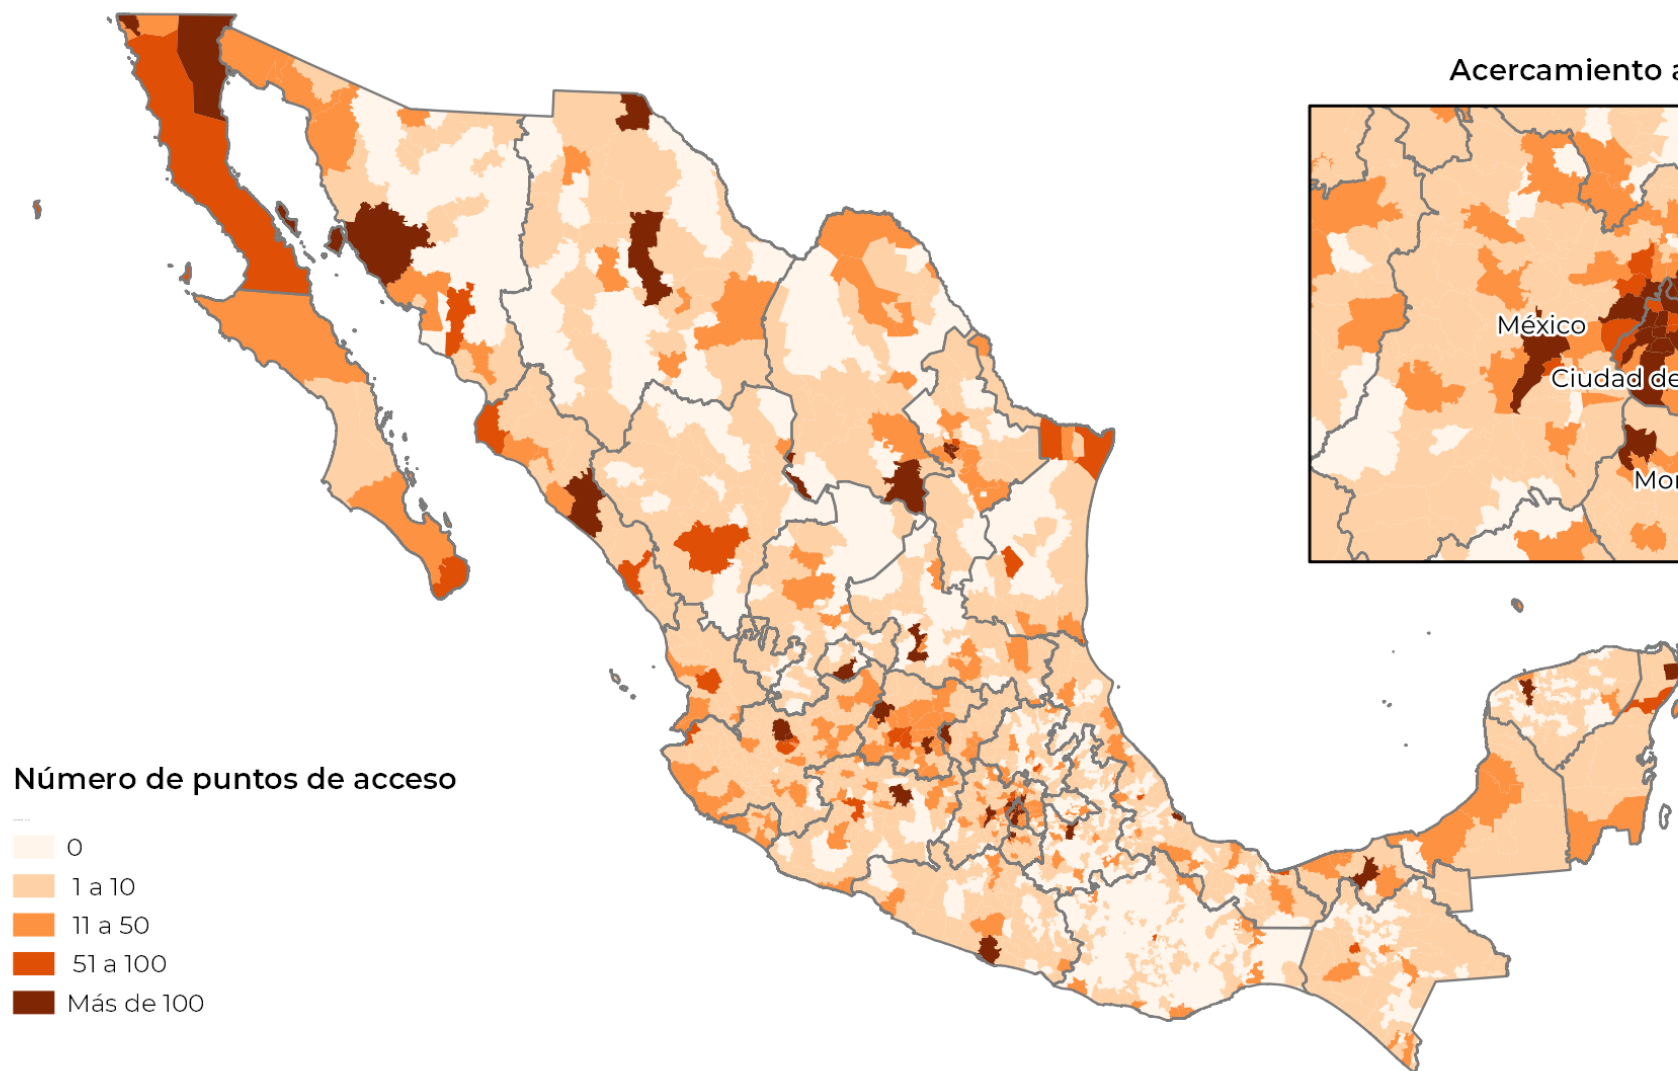 Acercamiento a
México
Ciudad de
Mor
Número de puntos de acceso
0
1 a 10
11 a 50
51 a 100
Más de 100